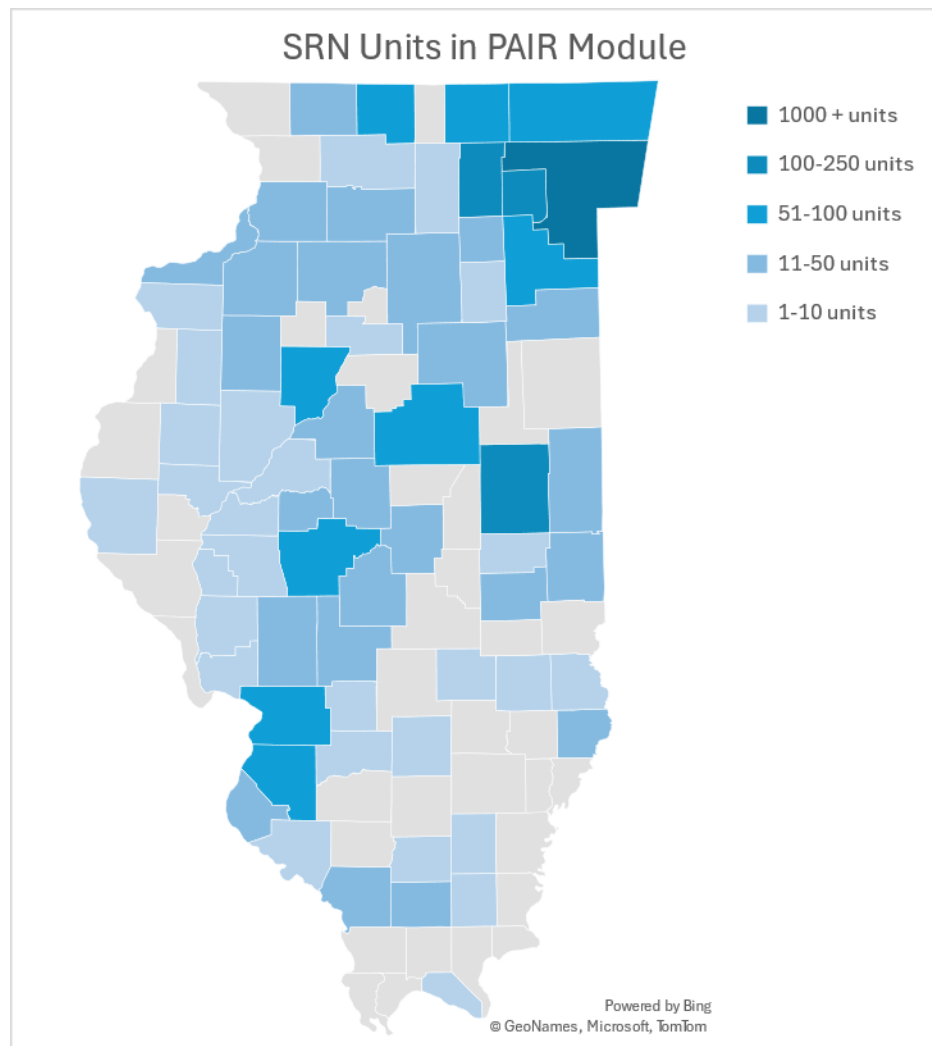 SRN Units in PAIR Module
1000 + units
100-250 units
51-100 units
11-50 units
1-10 units
Powered by Bing
© GeoNames, Microsoft, TomTom